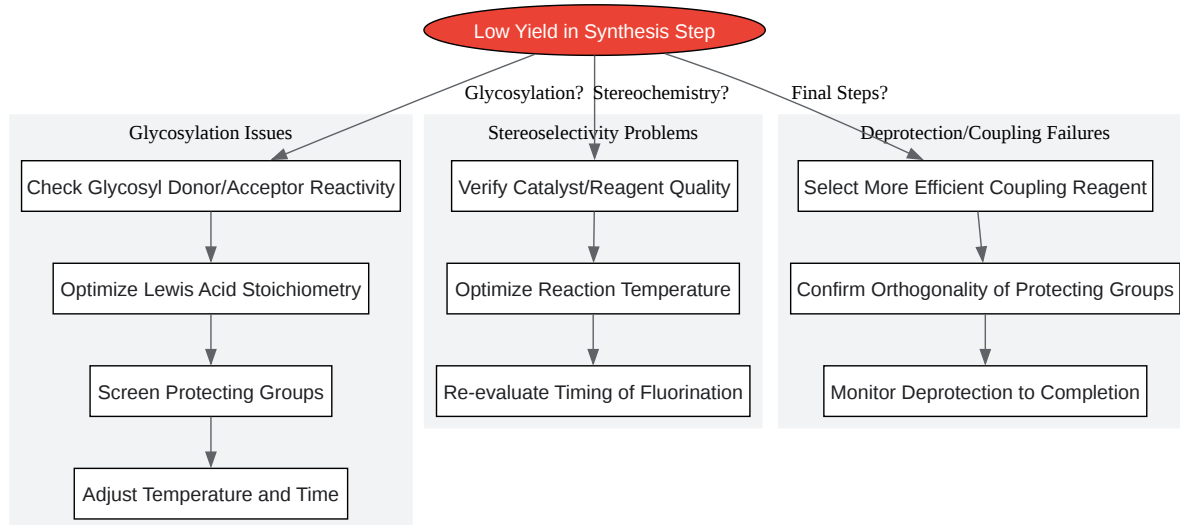 Low Yield in Synthesis Step
Glycosylation?
Stereochemistry?
Final Steps?
Glycosylation Issues
Check Glycosyl Donor/Acceptor Reactivity
Optimize Lewis Acid Stoichiometry
Screen Protecting Groups
Adjust Temperature and Time
Stereoselectivity Problems
Verify Catalyst/Reagent Quality
Optimize Reaction Temperature
Re-evaluate Timing of Fluorination
Deprotection/Coupling Failures
Select More Efficient Coupling Reagent
Confirm Orthogonality of Protecting Groups
Monitor Deprotection to Completion